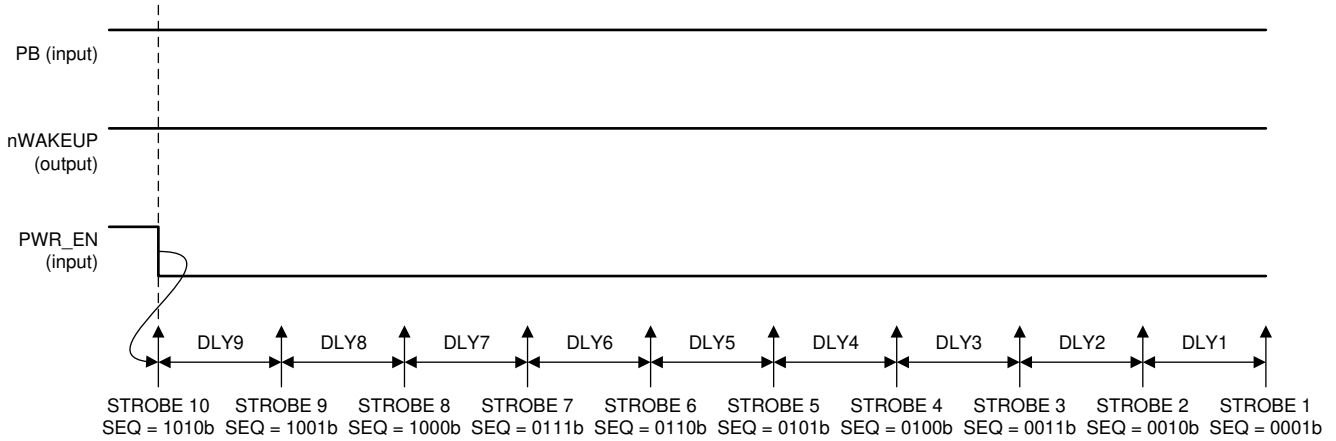 PB (input)
nWAKEUP
(output)
PWR_EN
(input)
DLY9 DLY8 DLY7 DLY6 DLY5 DLY4 DLY3 DLY2 DLY1
STROBE 10 STROBE 9 STROBE 8 STROBE 7 STROBE 6 STROBE 5 STROBE 4 STROBE 3 STROBE 2 STROBE 1
SEQ = 1010b SEQ = 1001b SEQ = 1000b SEQ = 0111b SEQ = 0110b SEQ = 0101b SEQ = 0100b SEQ = 0011b SEQ = 0010b SEQ = 0001b